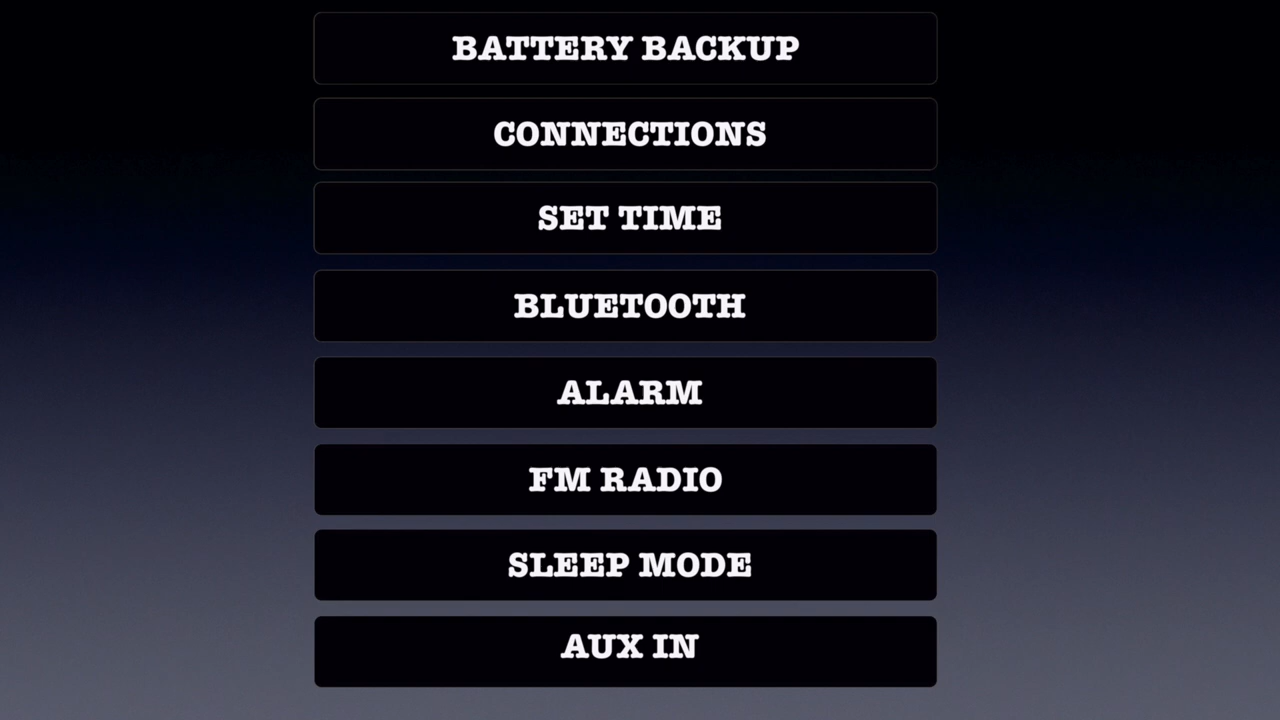 BATTERY BACKUP
CONNECTIONS
SET TIME
BLUETOOTH
ALARM
FM RADIO
SLEEP MODE
AUX IN